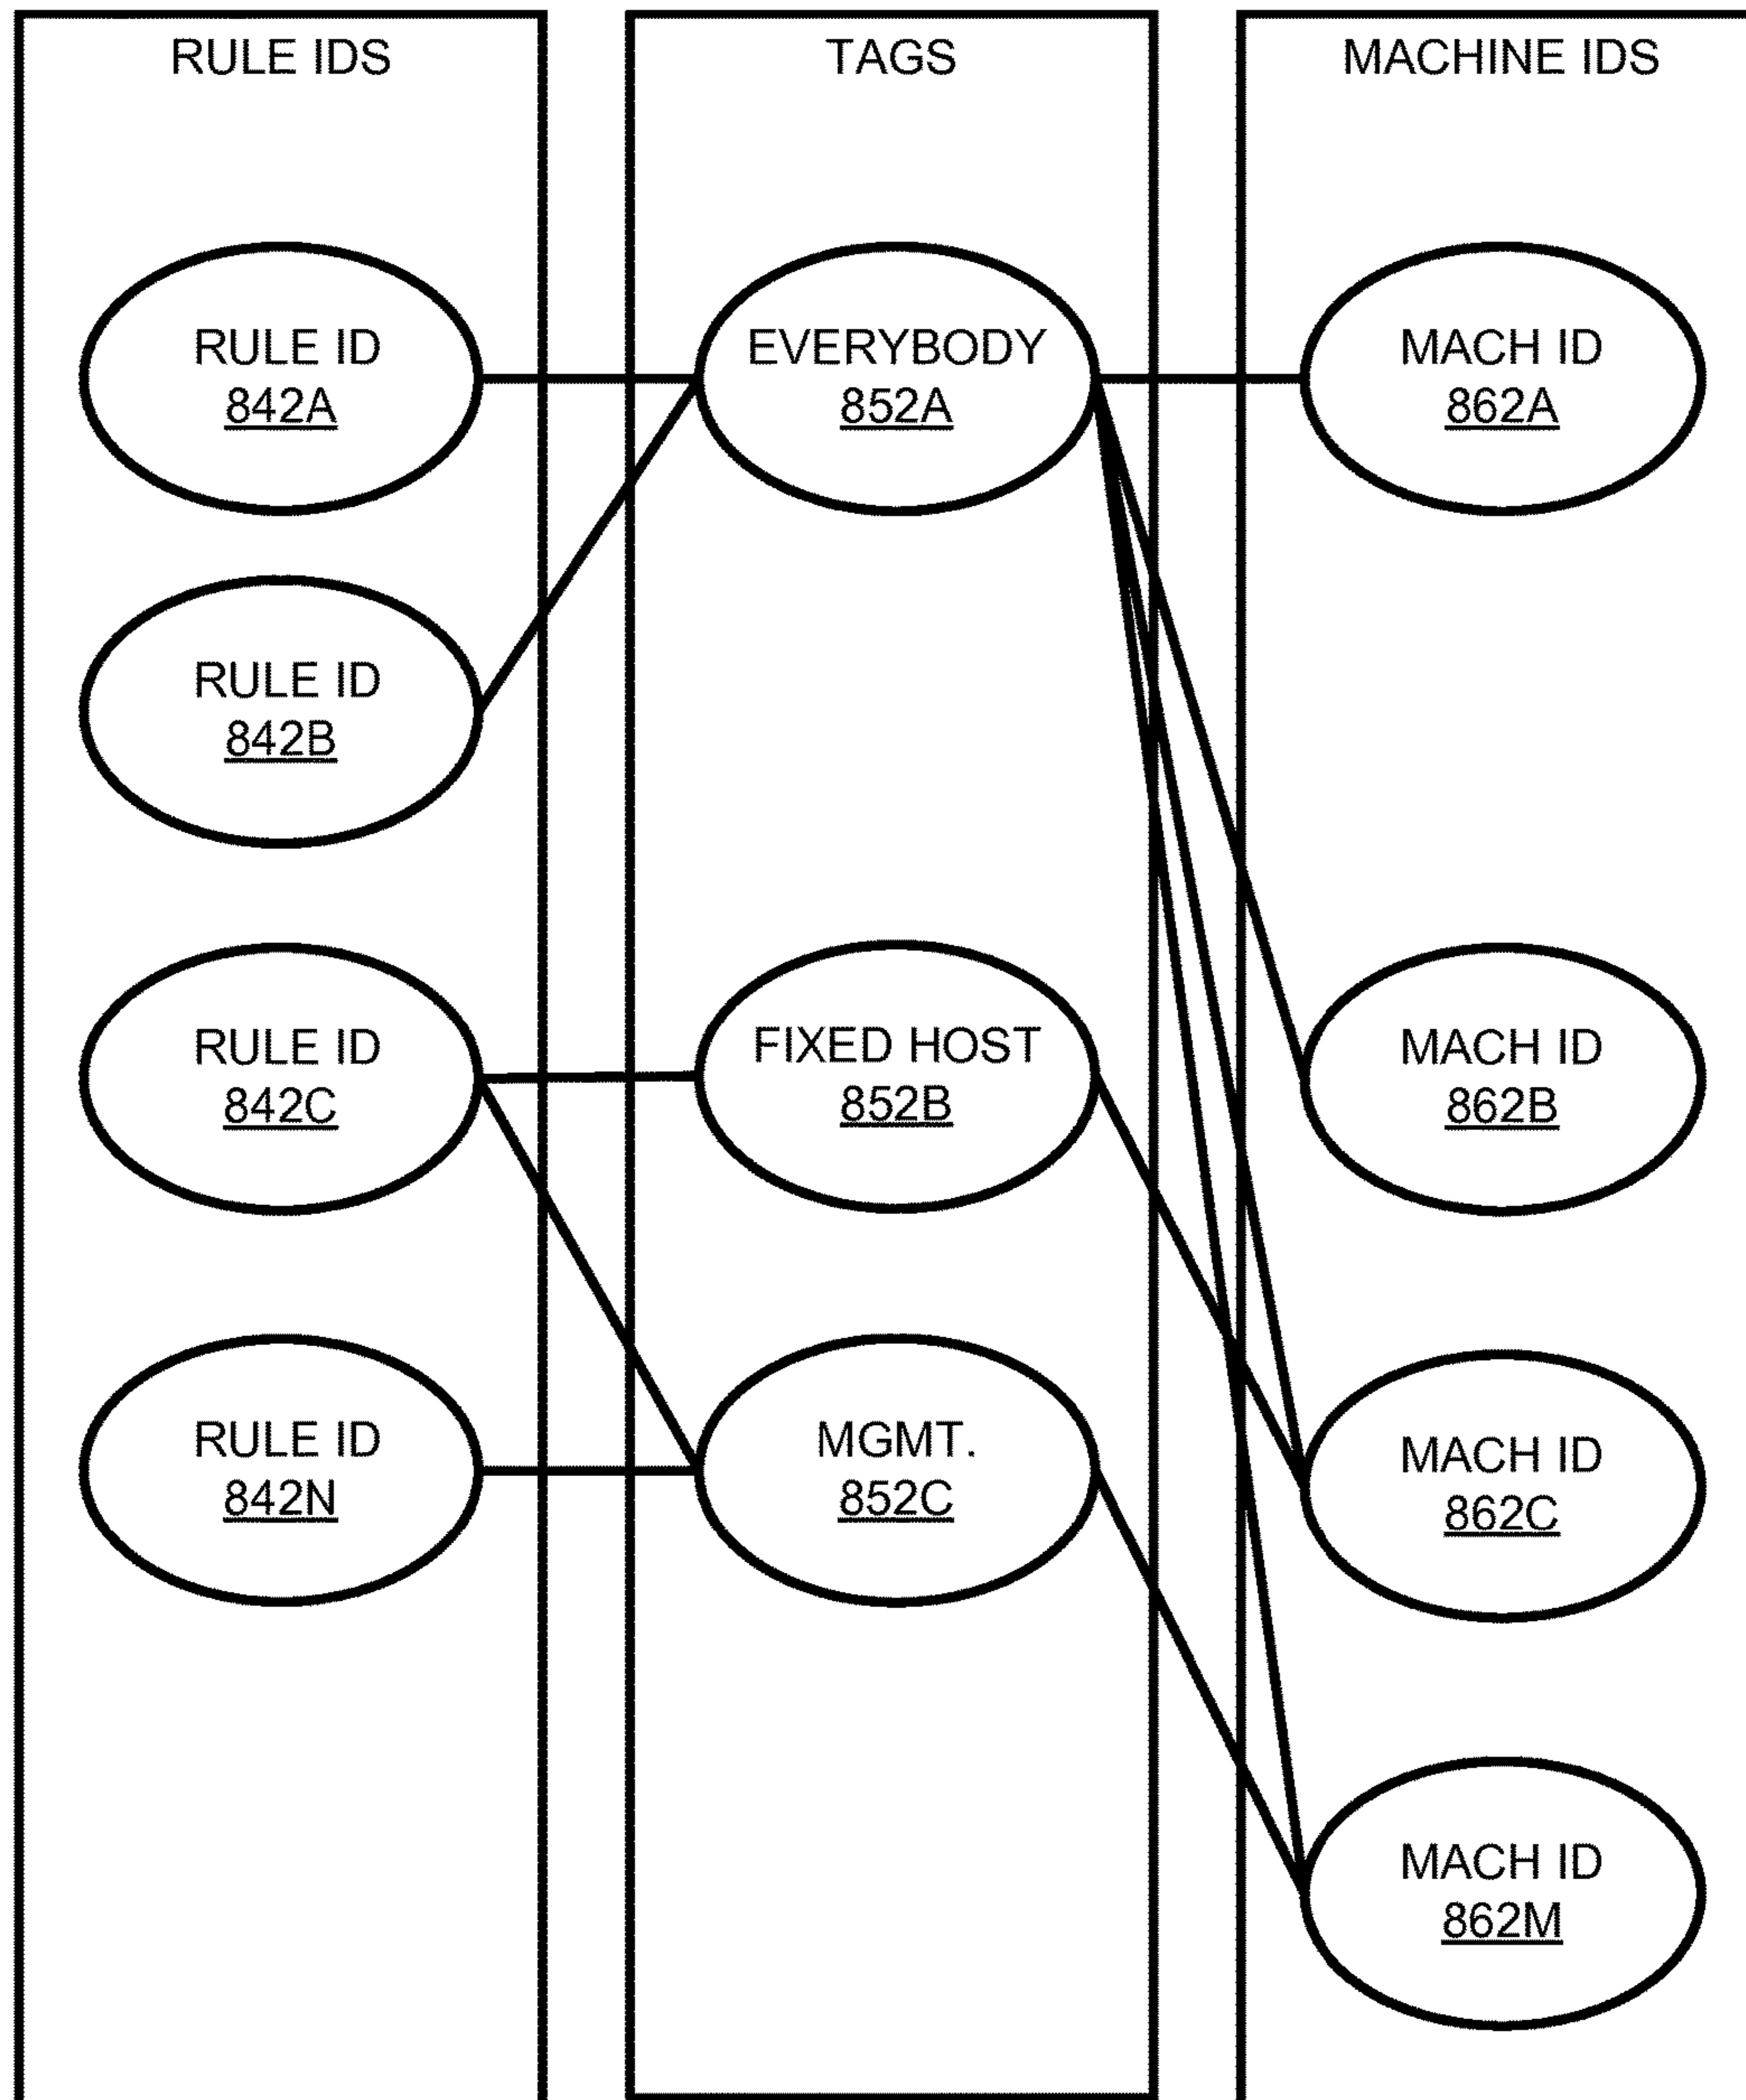 RULE IDS
TAGS
MACHINE IDS
RULE ID
842A
EVERYBODY
852A
MACH ID
862A
RULE ID
842B
RULE ID
842C
FIXED HOST
852B
MACH ID
862B
RULE ID
842N
MGMT.
852C
MACH ID
862C
MACH ID
862M